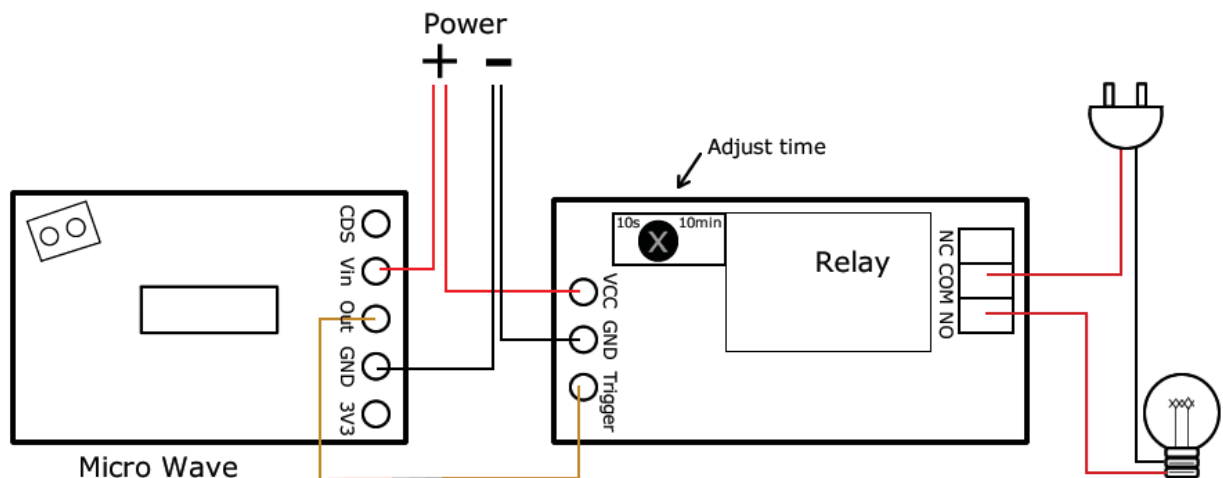 Power
+ -
Adjust time
CDS
Vin
Out
GND
3V3
Micro Wave
10s
X
10min
Relay
VCC
GND
Trigger
NC
COM
NO